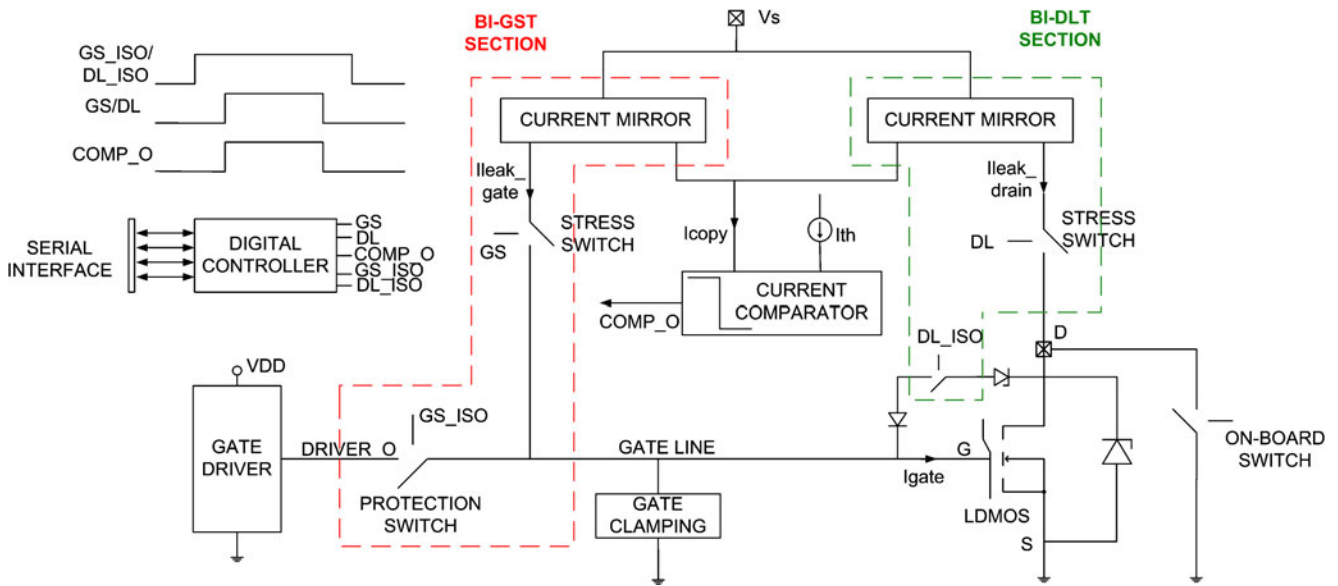 BI-GST
SECTION
Vs
BI-DLT
SECTION
GS_ISO/
DL_ISO
GS/DL
COMP_O
CURRENT MIRROR
CURRENT MIRROR
Ileak_
gate
Ileak_
drain
STRESS
SWITCH
GS
Icopy
Ith
STRESS
SWITCH
DL
SERIAL
INTERFACE
DIGITAL
CONTROLLER
GS
DL
COMP_O
GS_ISO
DL_ISO
CURRENT
COMPARATOR
COMP_O
DL_ISO
D
VDD
GS_ISO
GATE
DRIVER
DRIVER_O
PROTECTION
SWITCH
GATE LINE
GATE
CLAMPING
Igate
G
LDMOS
S
ON-BOARD
SWITCH